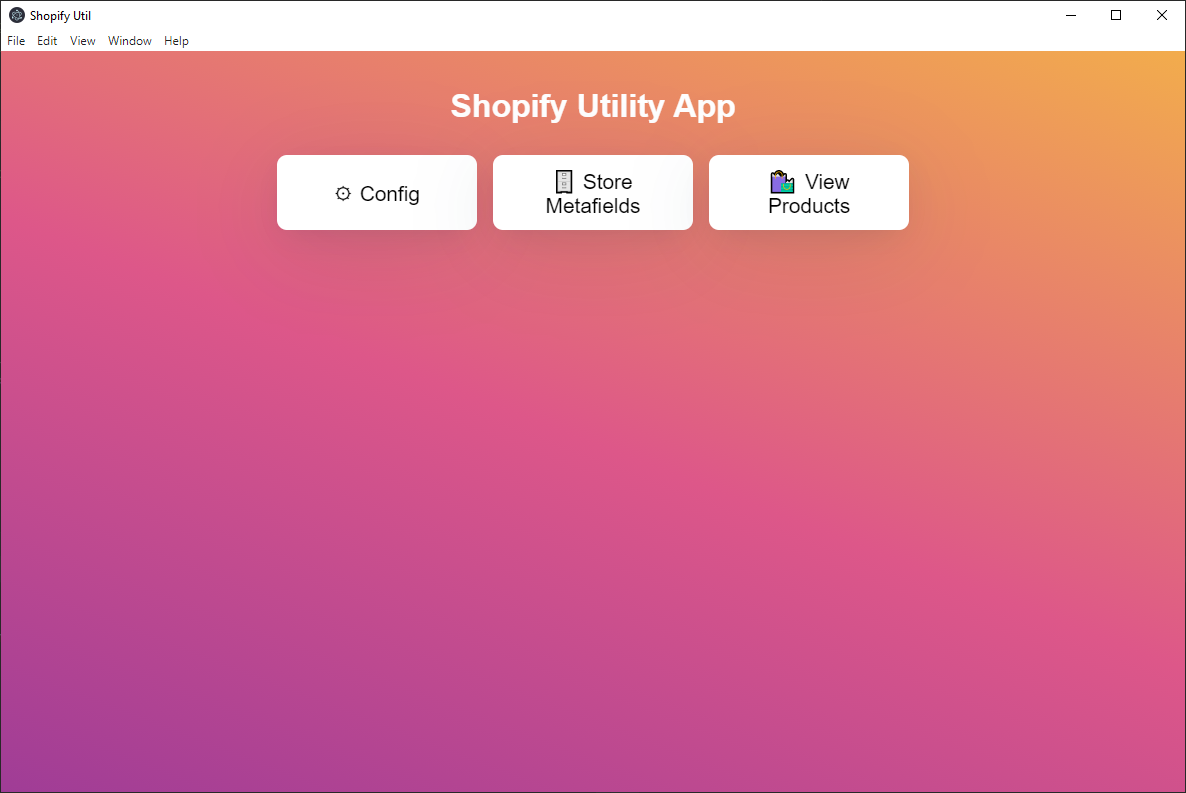 Shopify Util
File Edit View Window Help
Shopify Utility App
Config
Store
Metafields
View
Products